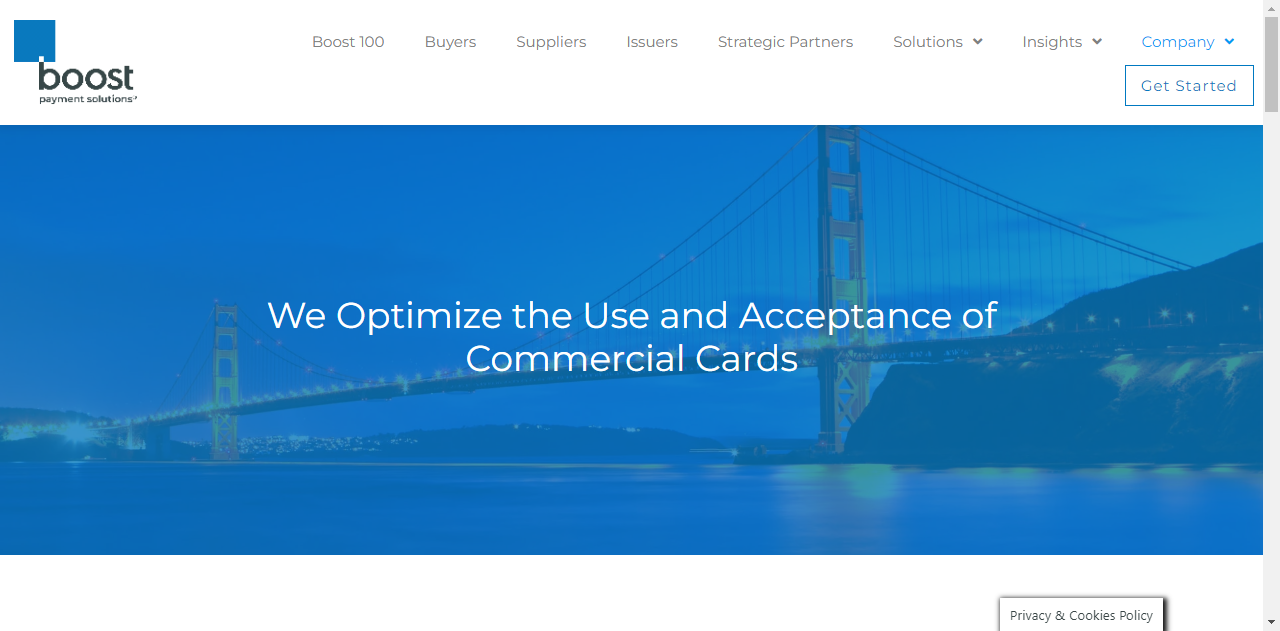 boost
payment solutions
Boost 100
Buyers
Suppliers
Issuers
Strategic Partners
Solutions
Insights
Company
Get Started
We Optimize the Use and Acceptance of
Commercial Cards
Privacy & Cookies Policy